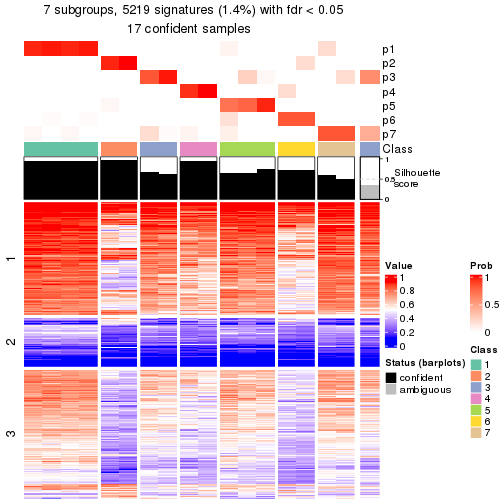 7 subgroups, 5219 signatures (1.4%) with fdr < 0.05
17 confident samples
p1
p2
p3
p4
p5
p6
p7
Class
1
0.5
0
Silhouette
score
1
2
3
Value
1
0.8
0.6
0.4
0.2
0
Status (barplots)
confident
ambiguous
Prob
1
0.5
0
Class
1
2
3
4
5
6
7